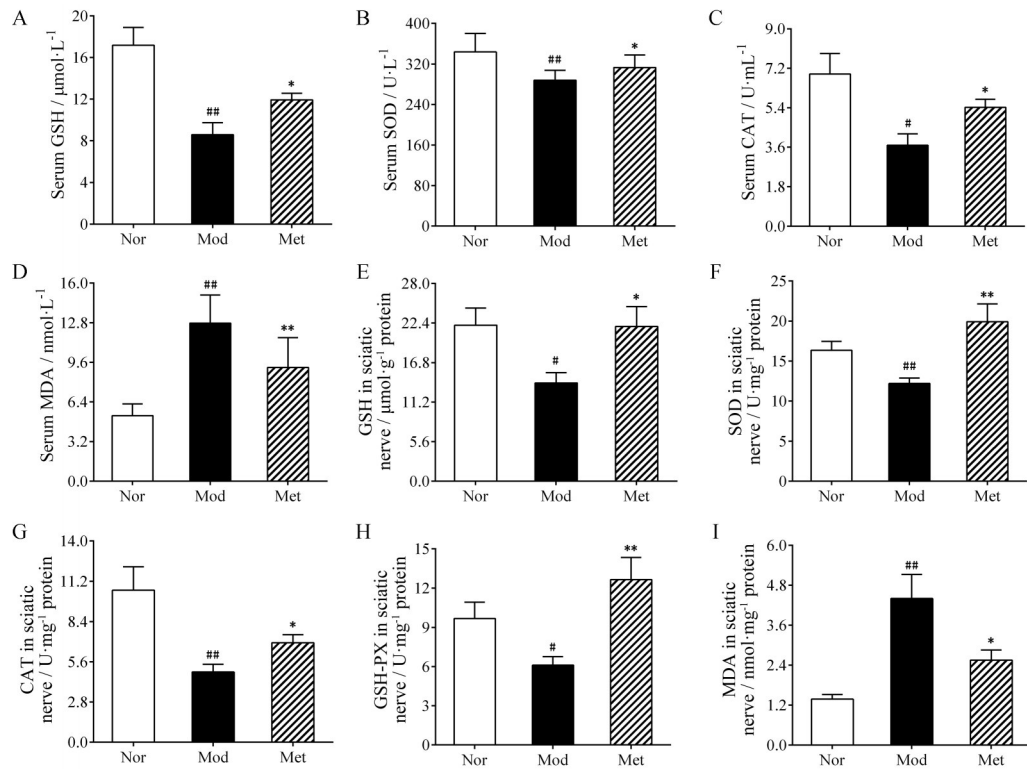 A
Serum GSH / μmol·L⁻¹
20
16
12
8
4
0
##
*
Nor Mod Met
B
Serum SOD / U·L⁻¹
400
320
240
160
80
0
##
*
Nor Mod Met
C
Serum CAT / U·mL⁻¹
9.0
7.2
5.4
3.6
1.8
0.0
#
*
Nor Mod Met
D
Serum MDA / nmol·L⁻¹
16.0
12.8
9.6
6.4
3.2
0.0
##
**
Nor Mod Met
E
GSH in sciatic
nerve / μmol·g⁻¹ protein
28.0
22.4
16.8
11.2
5.6
0.0
#
*
Nor Mod Met
F
SOD in sciatic
nerve / U·mg⁻¹ protein
25
20
15
10
5
0
##
**
Nor Mod Met
G
CAT in sciatic
nerve / U·mg⁻¹ protein
14.0
11.2
8.4
5.6
2.8
0.0
##
*
Nor Mod Met
H
GSH-PX in sciatic
nerve / U·mg⁻¹ protein
15
12
9
6
3
0
#
**
Nor Mod Met
I
MDA in sciatic
nerve / nmol·mg⁻¹ protein
6.0
4.8
3.6
2.4
1.2
0.0
##
*
Nor Mod Met